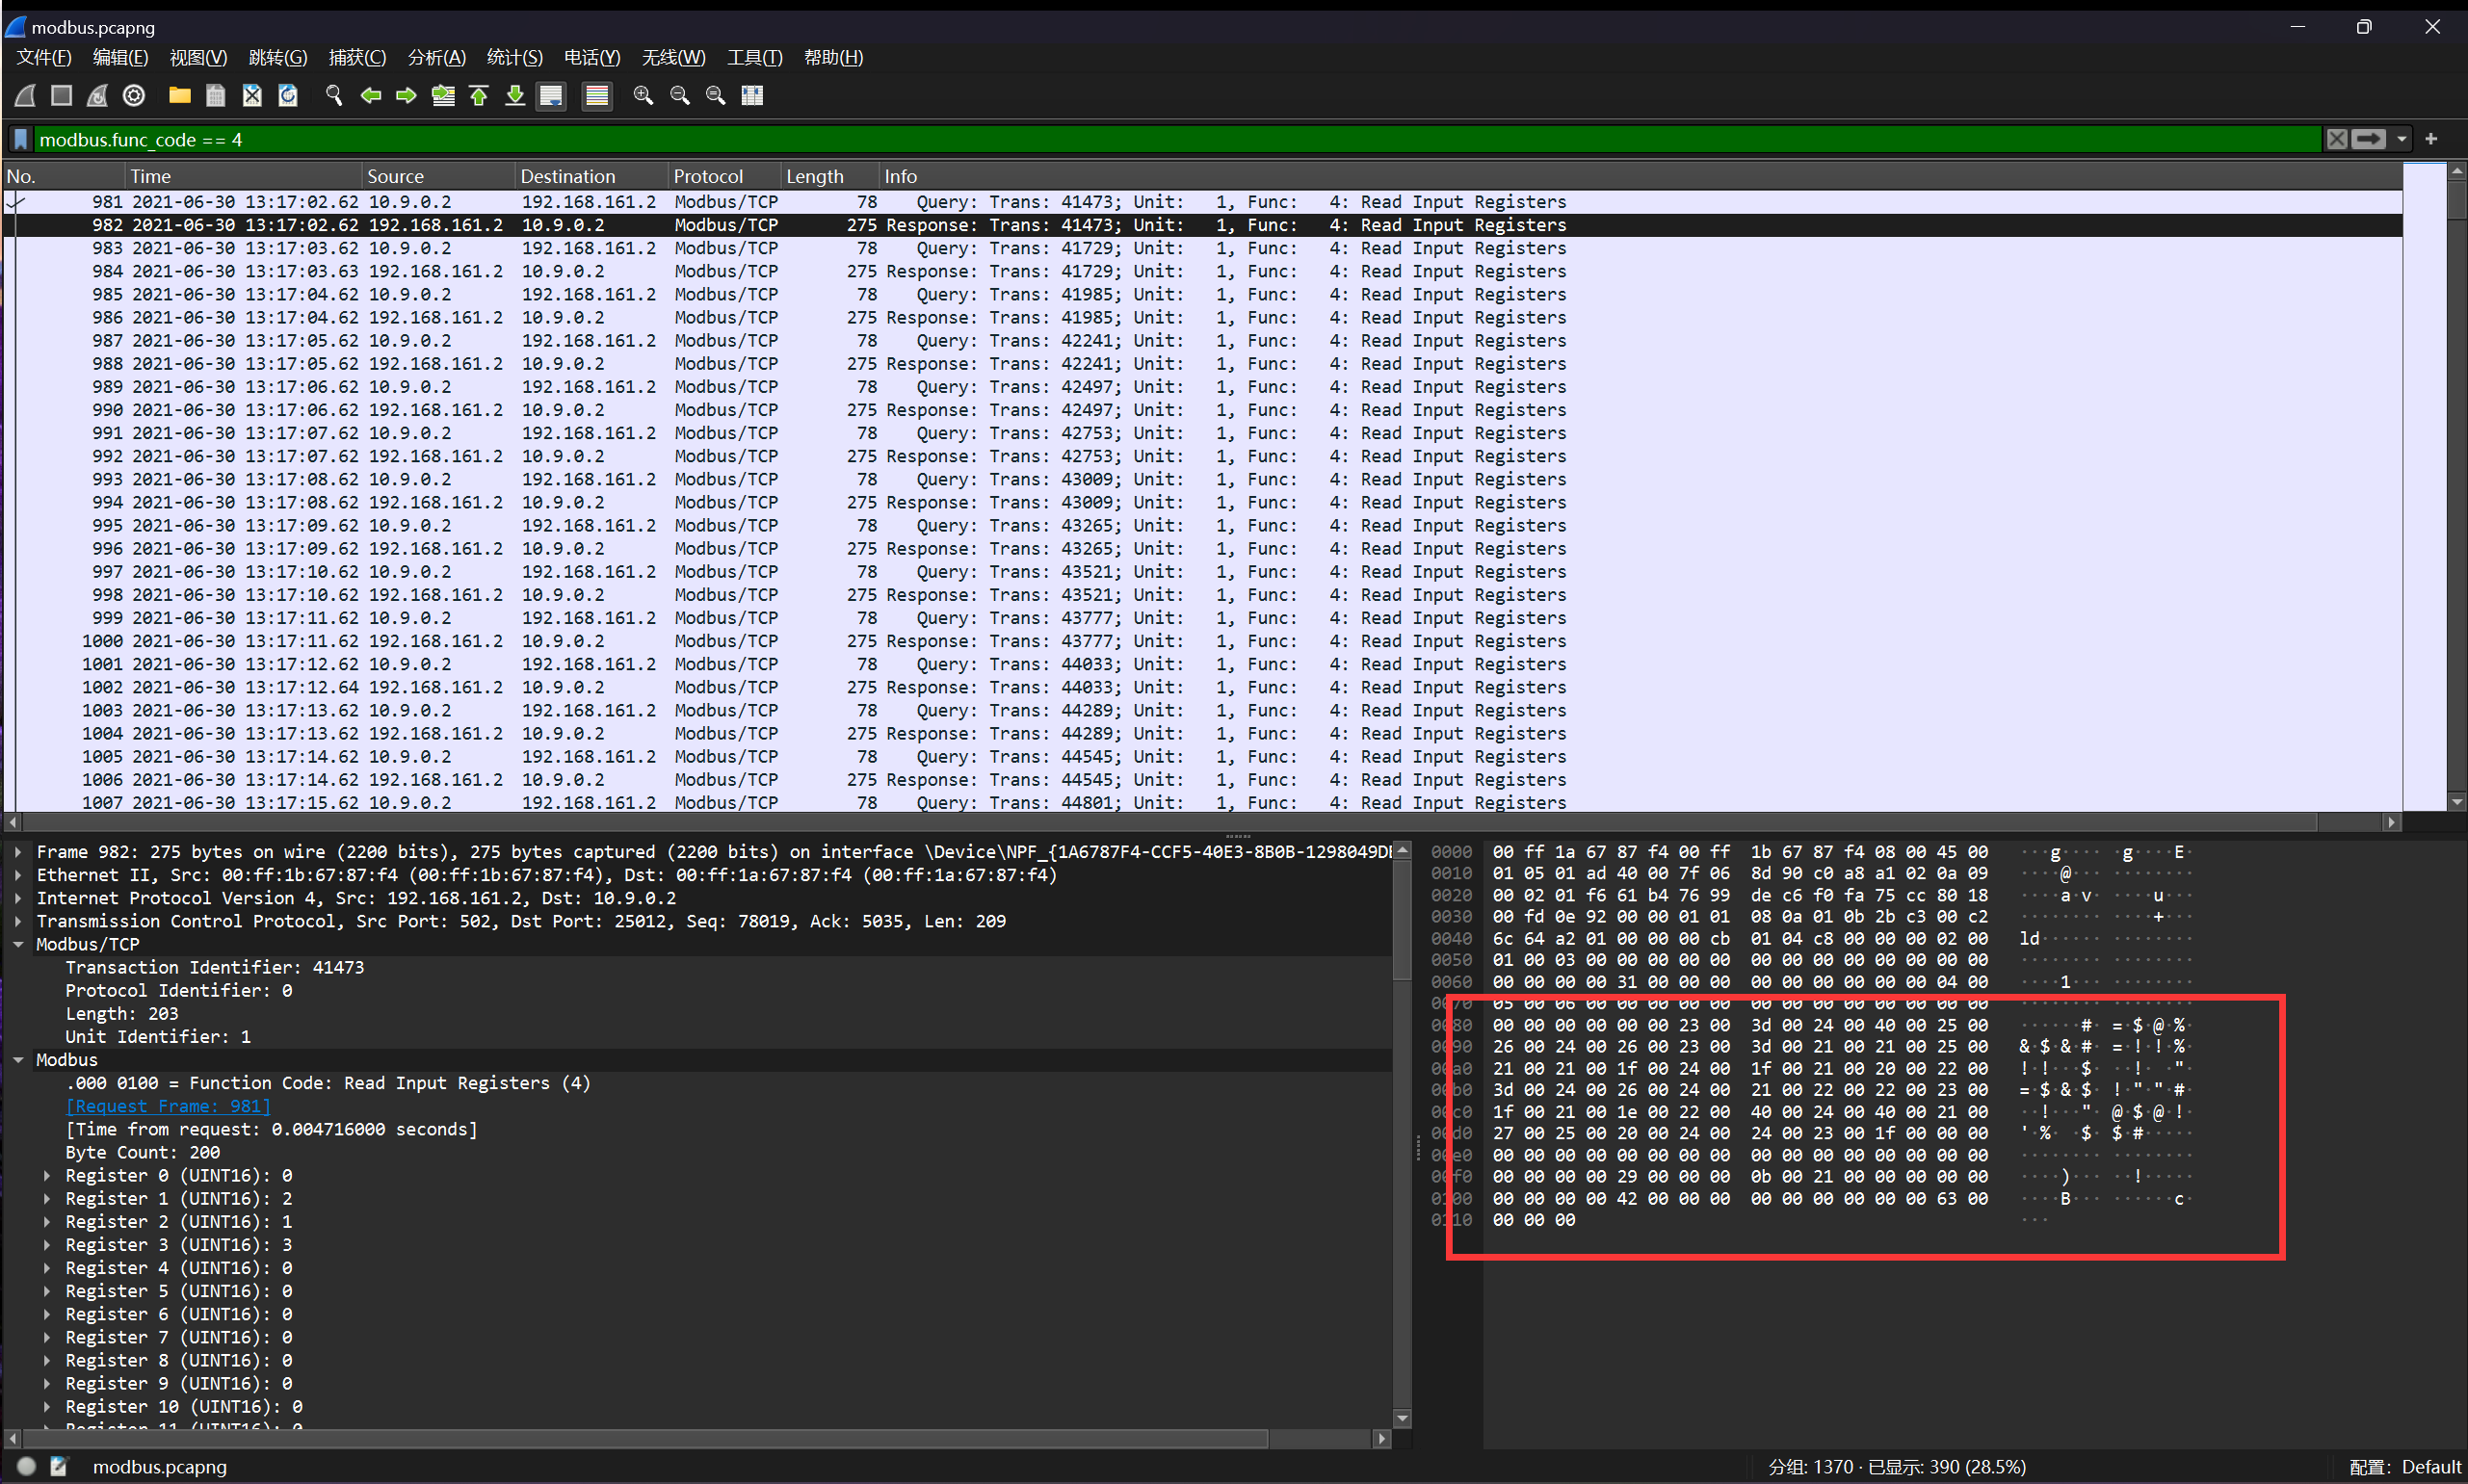 modbus.pcapng
文件(F) 编辑(E) 视图(V) 跳转(G) 捕获(C) 分析(A) 统计(S) 电话(Y) 无线(W) 工具(T) 帮助(H)
modbus.func_code == 4
No. Time Source Destination Protocol Length Info
981 2021-06-30 13:17:02.62 10.9.0.2 192.168.161.2 Modbus/TCP 78 Query: Trans: 41473; Unit: 1, Func: 4: Read Input Registers
982 2021-06-30 13:17:02.62 192.168.161.2 10.9.0.2 Modbus/TCP 275 Response: Trans: 41473; Unit: 1, Func: 4: Read Input Registers
983 2021-06-30 13:17:03.62 10.9.0.2 192.168.161.2 Modbus/TCP 78 Query: Trans: 41729; Unit: 1, Func: 4: Read Input Registers
984 2021-06-30 13:17:03.63 192.168.161.2 10.9.0.2 Modbus/TCP 275 Response: Trans: 41729; Unit: 1, Func: 4: Read Input Registers
985 2021-06-30 13:17:04.62 10.9.0.2 192.168.161.2 Modbus/TCP 78 Query: Trans: 41985; Unit: 1, Func: 4: Read Input Registers
986 2021-06-30 13:17:04.62 192.168.161.2 10.9.0.2 Modbus/TCP 275 Response: Trans: 41985; Unit: 1, Func: 4: Read Input Registers
987 2021-06-30 13:17:05.62 10.9.0.2 192.168.161.2 Modbus/TCP 78 Query: Trans: 42241; Unit: 1, Func: 4: Read Input Registers
988 2021-06-30 13:17:05.62 192.168.161.2 10.9.0.2 Modbus/TCP 275 Response: Trans: 42241; Unit: 1, Func: 4: Read Input Registers
989 2021-06-30 13:17:06.62 10.9.0.2 192.168.161.2 Modbus/TCP 78 Query: Trans: 42497; Unit: 1, Func: 4: Read Input Registers
990 2021-06-30 13:17:06.62 192.168.161.2 10.9.0.2 Modbus/TCP 275 Response: Trans: 42497; Unit: 1, Func: 4: Read Input Registers
991 2021-06-30 13:17:07.62 10.9.0.2 192.168.161.2 Modbus/TCP 78 Query: Trans: 42753; Unit: 1, Func: 4: Read Input Registers
992 2021-06-30 13:17:07.62 192.168.161.2 10.9.0.2 Modbus/TCP 275 Response: Trans: 42753; Unit: 1, Func: 4: Read Input Registers
993 2021-06-30 13:17:08.62 10.9.0.2 192.168.161.2 Modbus/TCP 78 Query: Trans: 43009; Unit: 1, Func: 4: Read Input Registers
994 2021-06-30 13:17:08.62 192.168.161.2 10.9.0.2 Modbus/TCP 275 Response: Trans: 43009; Unit: 1, Func: 4: Read Input Registers
995 2021-06-30 13:17:09.62 10.9.0.2 192.168.161.2 Modbus/TCP 78 Query: Trans: 43265; Unit: 1, Func: 4: Read Input Registers
996 2021-06-30 13:17:09.62 192.168.161.2 10.9.0.2 Modbus/TCP 275 Response: Trans: 43265; Unit: 1, Func: 4: Read Input Registers
997 2021-06-30 13:17:10.62 10.9.0.2 192.168.161.2 Modbus/TCP 78 Query: Trans: 43521; Unit: 1, Func: 4: Read Input Registers
998 2021-06-30 13:17:10.62 192.168.161.2 10.9.0.2 Modbus/TCP 275 Response: Trans: 43521; Unit: 1, Func: 4: Read Input Registers
999 2021-06-30 13:17:11.62 10.9.0.2 192.168.161.2 Modbus/TCP 78 Query: Trans: 43777; Unit: 1, Func: 4: Read Input Registers
1000 2021-06-30 13:17:11.62 192.168.161.2 10.9.0.2 Modbus/TCP 275 Response: Trans: 43777; Unit: 1, Func: 4: Read Input Registers
1001 2021-06-30 13:17:12.62 10.9.0.2 192.168.161.2 Modbus/TCP 78 Query: Trans: 44033; Unit: 1, Func: 4: Read Input Registers
1002 2021-06-30 13:17:12.64 192.168.161.2 10.9.0.2 Modbus/TCP 275 Response: Trans: 44033; Unit: 1, Func: 4: Read Input Registers
1003 2021-06-30 13:17:13.62 10.9.0.2 192.168.161.2 Modbus/TCP 78 Query: Trans: 44289; Unit: 1, Func: 4: Read Input Registers
1004 2021-06-30 13:17:13.62 192.168.161.2 10.9.0.2 Modbus/TCP 275 Response: Trans: 44289; Unit: 1, Func: 4: Read Input Registers
1005 2021-06-30 13:17:14.62 10.9.0.2 192.168.161.2 Modbus/TCP 78 Query: Trans: 44545; Unit: 1, Func: 4: Read Input Registers
1006 2021-06-30 13:17:14.62 192.168.161.2 10.9.0.2 Modbus/TCP 275 Response: Trans: 44545; Unit: 1, Func: 4: Read Input Registers
1007 2021-06-30 13:17:15.62 10.9.0.2 192.168.161.2 Modbus/TCP 78 Query: Trans: 44801; Unit: 1, Func: 4: Read Input Registers
Frame 982: 275 bytes on wire (2200 bits), 275 bytes captured (2200 bits) on interface \Device\NPF_{1A6787F4-CCF5-40E3-8B0B-1298049DE
Ethernet II, Src: 00:ff:1b:67:87:f4 (00:ff:1b:67:87:f4), Dst: 00:ff:1a:67:87:f4 (00:ff:1a:67:87:f4)
Internet Protocol Version 4, Src: 192.168.161.2, Dst: 10.9.0.2
Transmission Control Protocol, Src Port: 502, Dst Port: 25012, Seq: 78019, Ack: 5035, Len: 209
Modbus/TCP
Transaction Identifier: 41473
Protocol Identifier: 0
Length: 203
Unit Identifier: 1
Modbus
.000 0100 = Function Code: Read Input Registers (4)
[Request Frame: 981]
[Time from request: 0.004716000 seconds]
Byte Count: 200
Register 0 (UINT16): 0
Register 1 (UINT16): 2
Register 2 (UINT16): 1
Register 3 (UINT16): 3
Register 4 (UINT16): 0
Register 5 (UINT16): 0
Register 6 (UINT16): 0
Register 7 (UINT16): 0
Register 8 (UINT16): 0
Register 9 (UINT16): 0
Register 10 (UINT16): 0
Register 11 (UINT16): 0
0000 00 ff 1a 67 87 f4 00 ff 1b 67 87 f4 08 00 45 00 ···g···· ·g····E·
0010 01 05 01 ad 40 00 7f 06 8d 90 c0 a8 a1 02 0a 09 ····@··· ········
0020 00 02 01 f6 61 b4 76 99 de c6 f0 fa 75 cc 80 18 ····a·v· ····u···
0030 00 fd 0e 92 00 00 01 01 08 0a 01 0b 2b c3 00 c2 ········ ····+···
0040 6c 64 a2 01 00 00 00 cb 01 04 c8 00 00 00 02 00 ld······ ········
0050 01 00 03 00 00 00 00 00 00 00 00 00 00 00 00 00 ········ ········
0060 00 00 00 00 31 00 00 00 00 00 00 00 00 00 04 00 ····1··· ········
0070 05 00 06 00 00 00 00 00 00 00 00 00 00 00 00 00 ········ ········
0080 00 00 00 00 00 00 23 00 3d 00 24 00 40 00 25 00 ······#· =·$·@·%·
0090 26 00 24 00 26 00 23 00 3d 00 21 00 21 00 25 00 &·$·&·#· =·!·!·%·
00a0 21 00 21 00 1f 00 24 00 1f 00 21 00 20 00 22 00 !·!···$· ··!· ·"·
00b0 3d 00 24 00 26 00 24 00 21 00 22 00 22 00 23 00 =·$·&·$· !·"·"·#·
00c0 1f 00 21 00 1e 00 22 00 40 00 24 00 40 00 21 00 ··!···"· @·$·@·!·
00d0 27 00 25 00 20 00 24 00 24 00 23 00 1f 00 00 00 '·%· ·$· $·#·····
00e0 00 00 00 00 00 00 00 00 00 00 00 00 00 00 00 00 ········ ········
00f0 00 00 00 00 29 00 00 00 0b 00 21 00 00 00 00 00 ····)··· ··!·····
0100 00 00 00 00 42 00 00 00 00 00 00 00 00 00 63 00 ····B··· ······c·
0110 00 00 00 ···
modbus.pcapng
分组: 1370 · 已显示: 390 (28.5%)
配置: Default